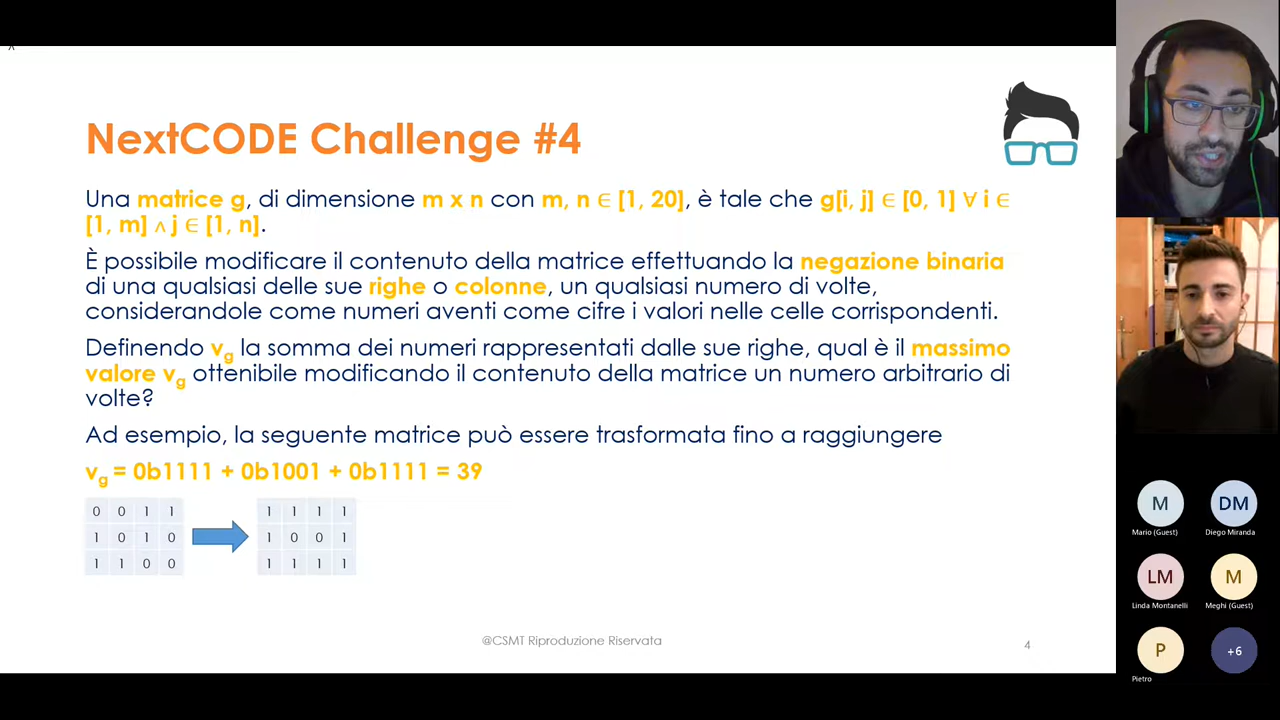 NextCODE Challenge #4
Una matrice g, di dimensione m x n con m, n ∈ [1, 20], è tale che g[i, j] ∈ [0, 1] ∀ i ∈
[1, m] ∧ j ∈ [1, n].
È possibile modificare il contenuto della matrice effettuando la negazione binaria
di una qualsiasi delle sue righe o colonne, un qualsiasi numero di volte,
considerandole come numeri aventi come cifre i valori nelle celle corrispondenti.
Definendo vg la somma dei numeri rappresentati dalle sue righe, qual è il massimo
valore vg ottenibile modificando il contenuto della matrice un numero arbitrario di
volte?
Ad esempio, la seguente matrice può essere trasformata fino a raggiungere
vg = 0b1111 + 0b1001 + 0b1111 = 39
0 0 1 1
1 0 1 0
1 1 0 0
1 1 1 1
1 0 0 1
1 1 1 1
@CSMT Riproduzione Riservata
4
M
Mario (Guest)
DM
Diego Miranda
LM
Linda Montanelli
M
Meghi (Guest)
P
Pietro
+6